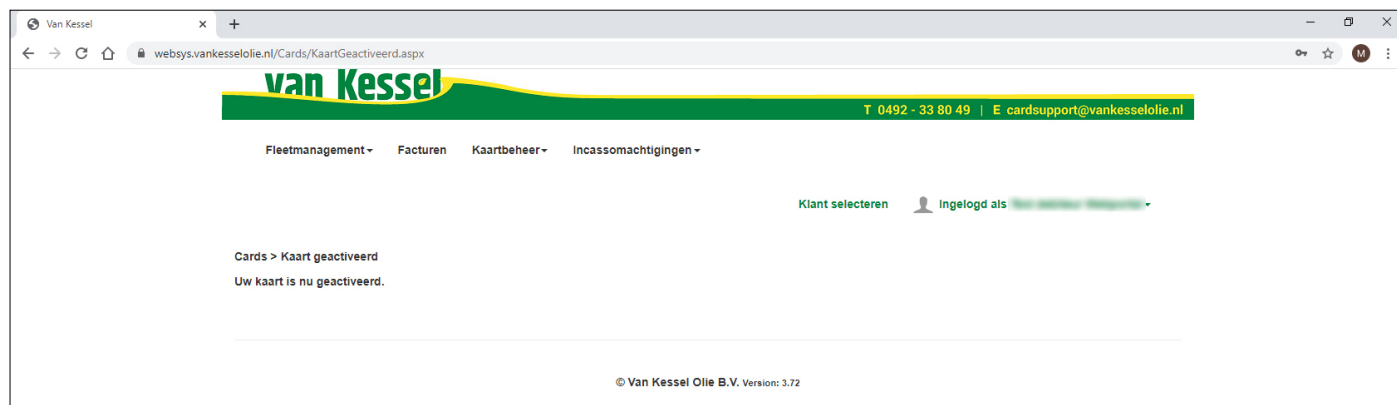 Van Kessel
websys.vankesselolie.nl/Cards/KaartGeactiveerd.aspx
M
van Kessel
T 0492 - 33 80 49 | E cardsupport@vankesselolie.nl
Fleetmanagement Facturen Kaartbeheer Incassomachtigingen
Klant selecteren Ingelogd als
Cards > Kaart geactiveerd
Uw kaart is nu geactiveerd.
© Van Kessel Olie B.V. Version: 3.72